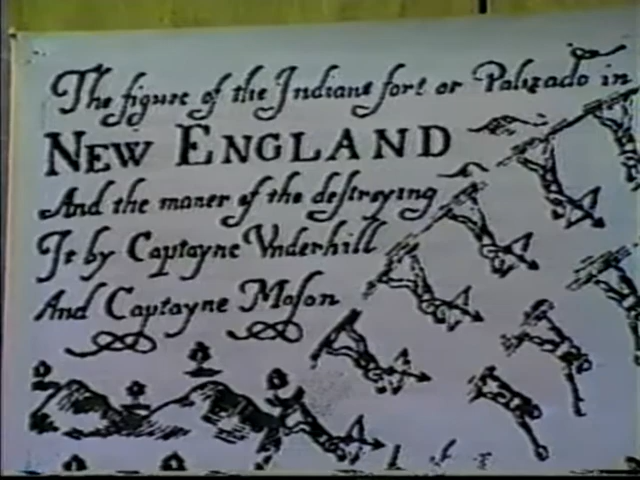 The figure of the Indians fort or Palizado in
NEW ENGLAND
And the maner of the destroying
It by Captayne Vnderhill
And Captayne Mason